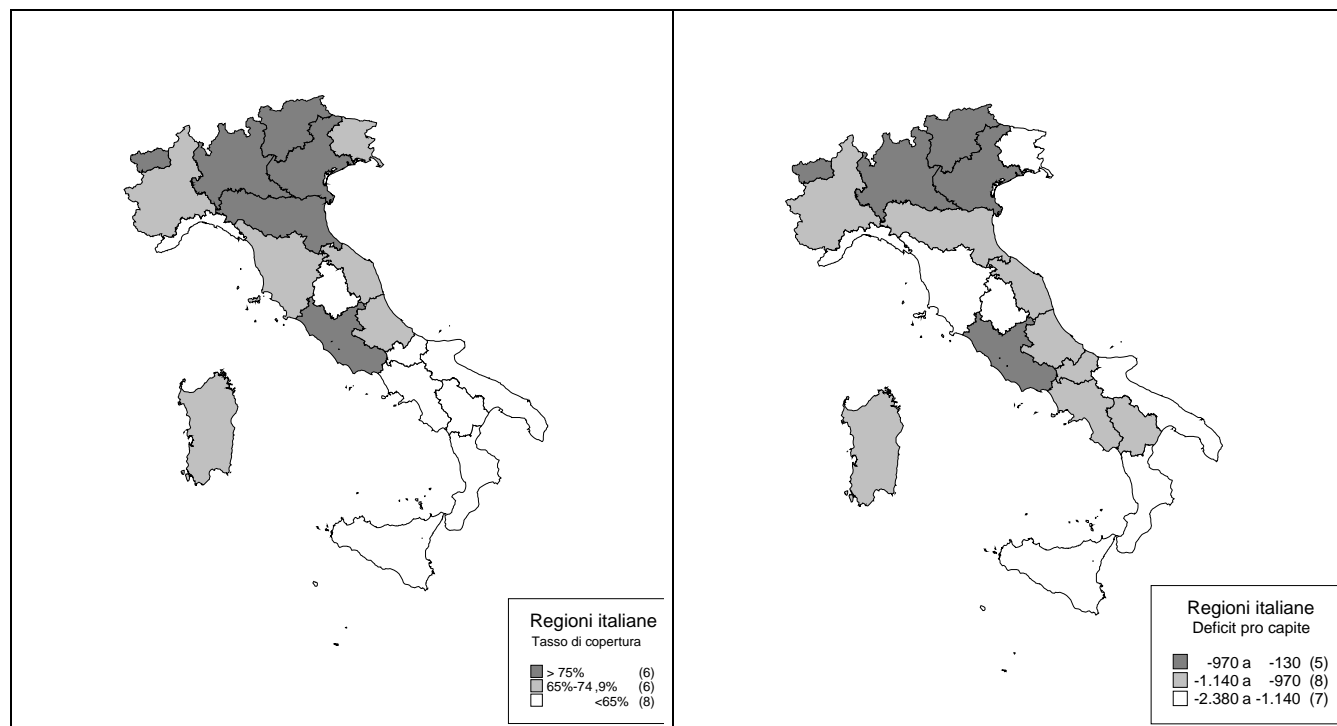 Regioni italiane
Tasso di copertura
> 75% (6)
65%-74 ,9% (6)
<65% (8)
Regioni italiane
Deficit pro capite
-970 a -130 (5)
-1.140 a -970 (8)
-2.380 a -1.140 (7)